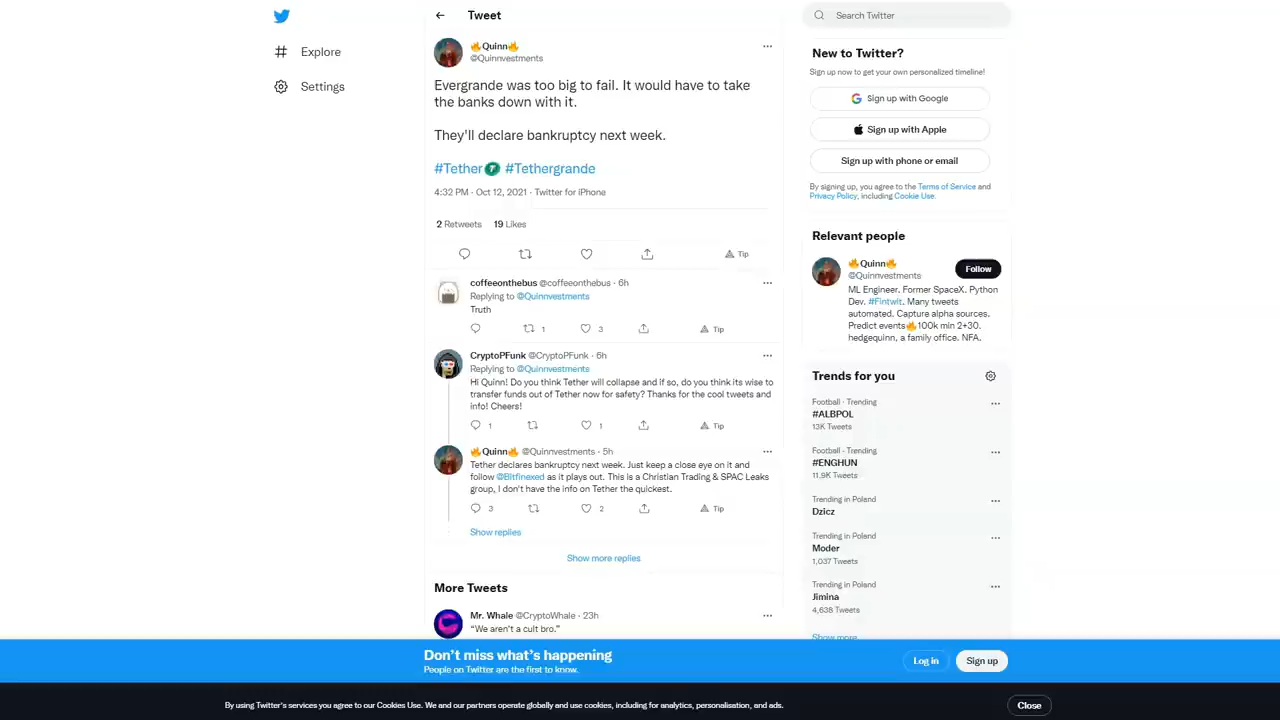 Explore
Settings
Tweet
🔥Quinn🔥
@Quinnvestments
Evergrande was too big to fail. It would have to take
the banks down with it.
They'll declare bankruptcy next week.
#Tether #Tethergrande
4:32 PM · Oct 12, 2021 · Twitter for iPhone
2 Retweets 19 Likes
Tip
coffeeonthebus @coffeeonthebus · 6h
Replying to @Quinnvestments
Truth
1 3 Tip
CryptoPFunk @CryptoPFunk · 6h
Replying to @Quinnvestments
Hi Quinn! Do you think Tether will collapse and if so, do you think its wise to
transfer funds out of Tether now for safety? Thanks for the cool tweets and
info! Cheers!
1 1 Tip
🔥Quinn🔥 @Quinnvestments · 5h
Tether declares bankruptcy next week. Just keep a close eye on it and
follow @Bitfinexed as it plays out. This is a Christian Trading & SPAC Leaks
group, I don't have the info on Tether the quickest.
3 2 Tip
Show replies
Show more replies
More Tweets
Mr. Whale @CryptoWhale · 23h
“We aren't a cult bro.”
Search Twitter
New to Twitter?
Sign up now to get your own personalized timeline!
Sign up with Google
Sign up with Apple
Sign up with phone or email
By signing up, you agree to the Terms of Service and
Privacy Policy, including Cookie Use.
Relevant people
🔥Quinn🔥
@Quinnvestments
Follow
ML Engineer. Former SpaceX. Python
Dev. #Fintwit. Many tweets
automated. Capture alpha sources.
Predict events🔥100k min 2+30.
hedgequinn, a family office. NFA.
Trends for you
Football · Trending
#ALBPOL
13K Tweets
Football · Trending
#ENGHUN
11.9K Tweets
Trending in Poland
Dzicz
Trending in Poland
Moder
1,037 Tweets
Trending in Poland
Jimina
4,638 Tweets
Show more
Don't miss what's happening
People on Twitter are the first to know.
Log in
Sign up
By using Twitter's services you agree to our Cookies Use. We and our partners operate globally and use cookies, including for analytics, personalisation, and ads.
Close